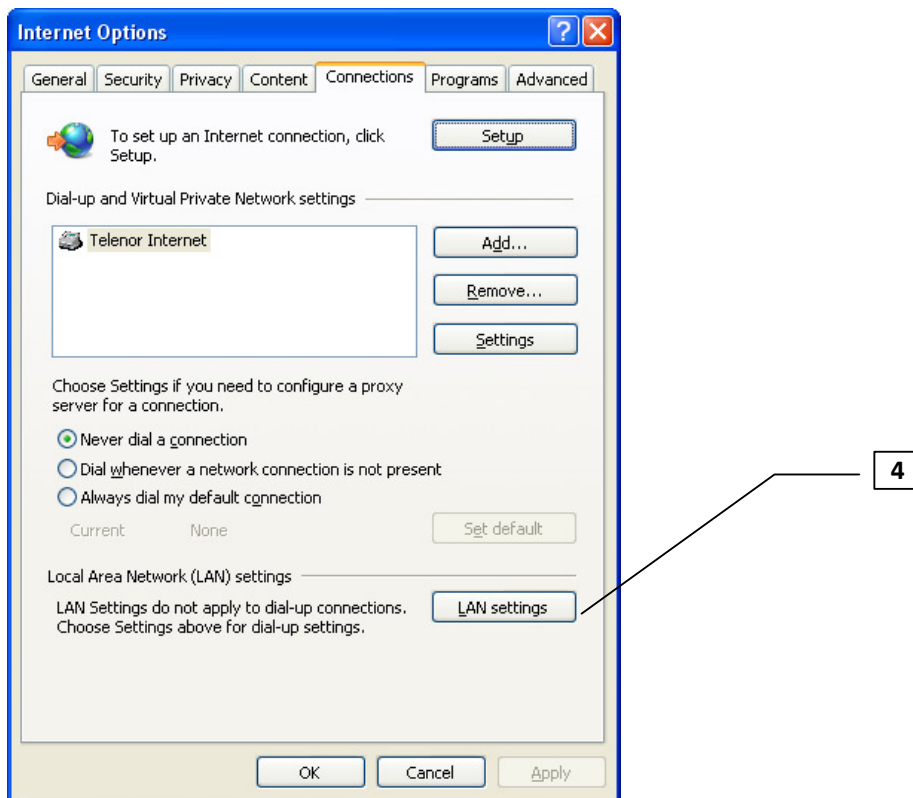 Internet Options
General Security Privacy Content Connections Programs Advanced
To set up an Internet connection, click
Setup.
Setup
Dial-up and Virtual Private Network settings
Telenor Internet
Add...
Remove...
Settings
Choose Settings if you need to configure a proxy
server for a connection.
Never dial a connection
Dial whenever a network connection is not present
Always dial my default connection
Current None
Set default
Local Area Network (LAN) settings
LAN Settings do not apply to dial-up connections.
Choose Settings above for dial-up settings.
LAN settings
4
OK Cancel Apply